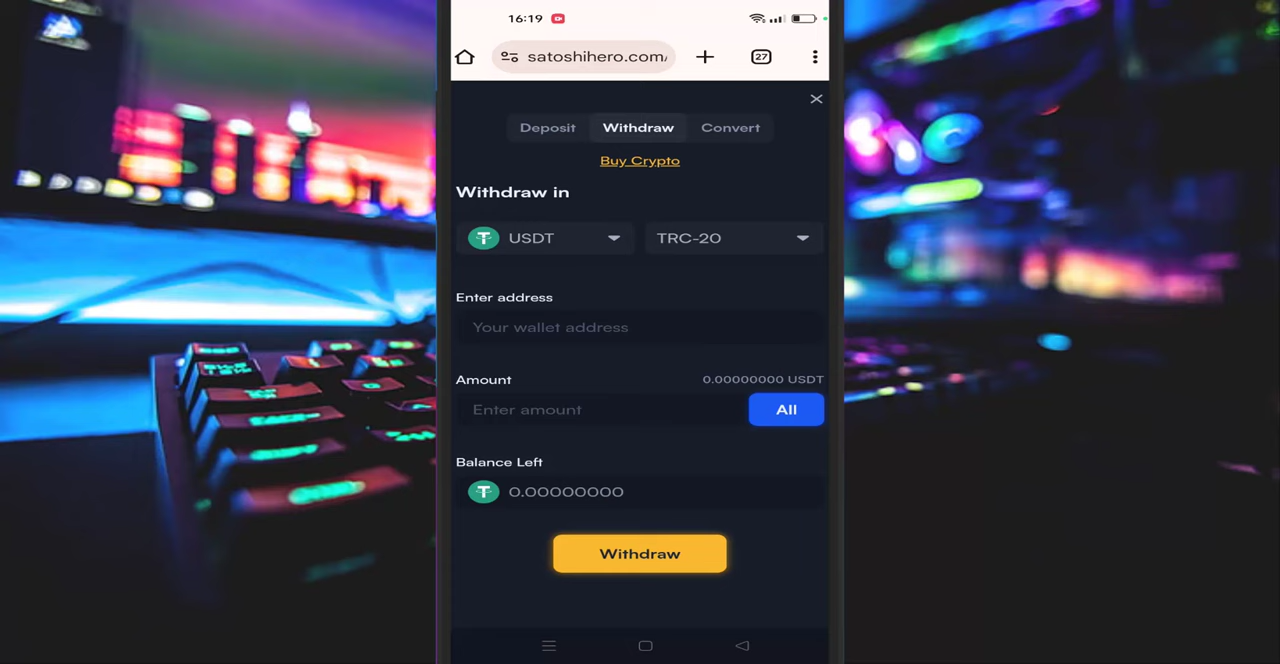 16:19
satoshihero.com/
27
Deposit Withdraw Convert
Buy Crypto
Withdraw in
USDT TRC-20
Enter address
Your wallet address
Amount 0.00000000 USDT
Enter amount All
Balance Left
0.00000000
Withdraw